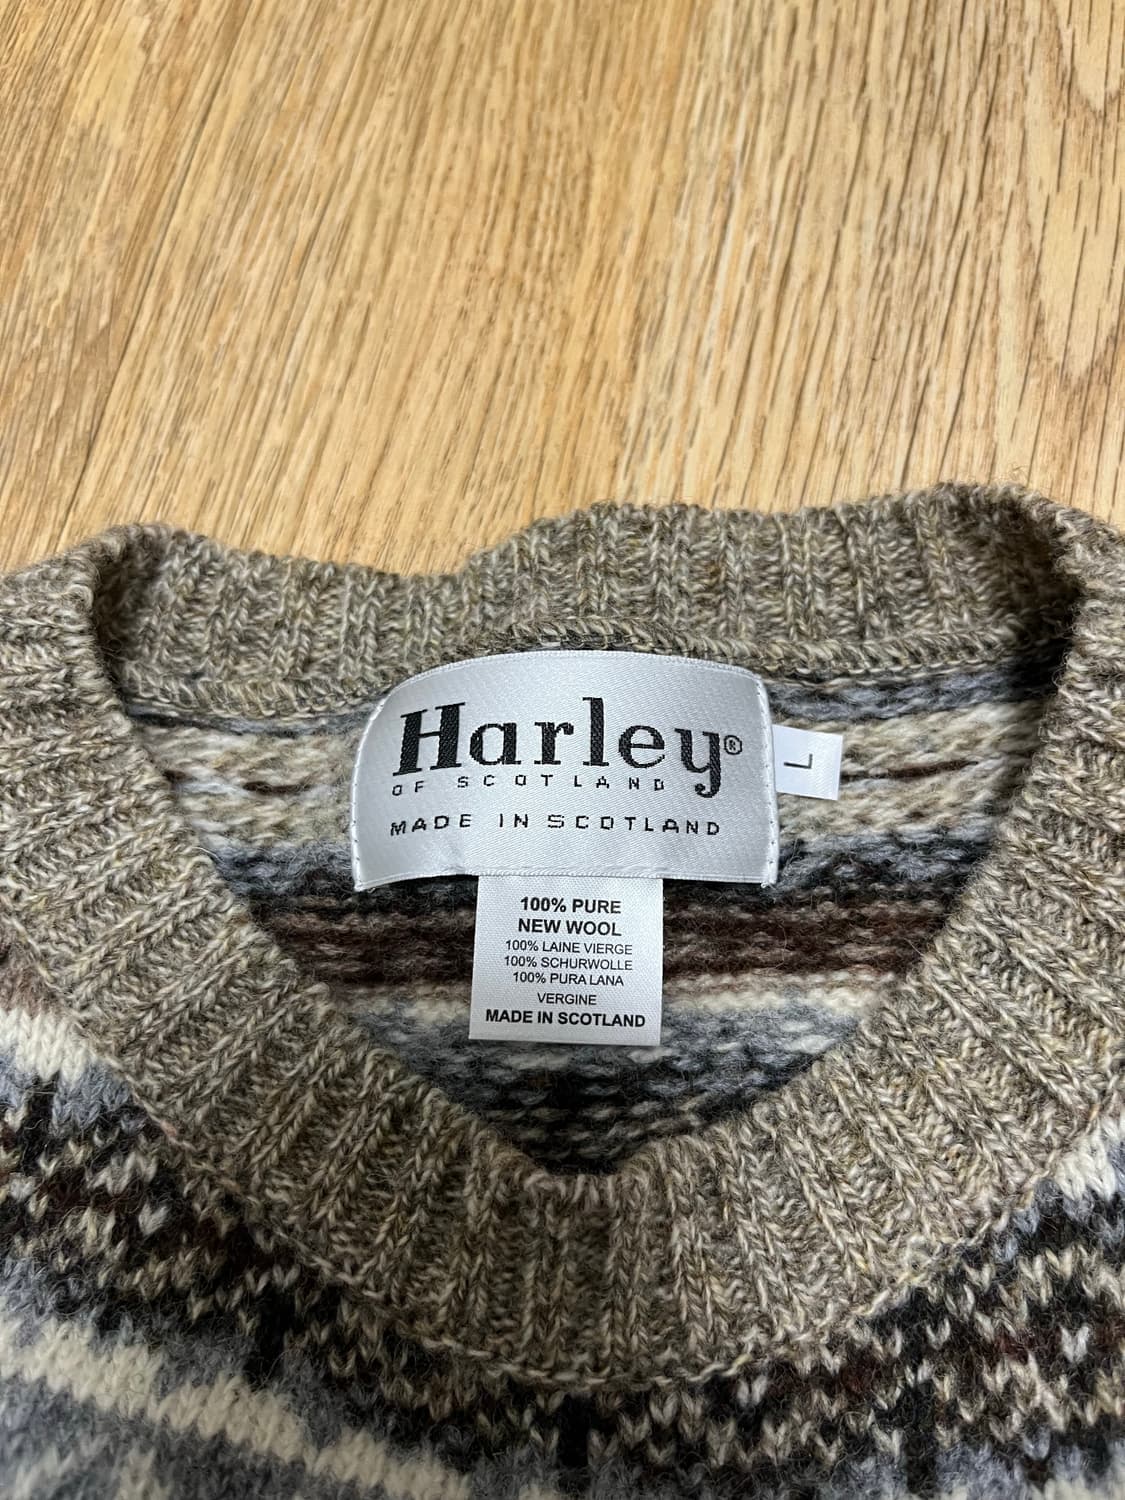 Harley®
OF SCOTLAND
MADE IN SCOTLAND
L
100% PURE
NEW WOOL
100% LAINE VIERGE
100% SCHURWOLLE
100% PURA LANA
VERGINE
MADE IN SCOTLAND